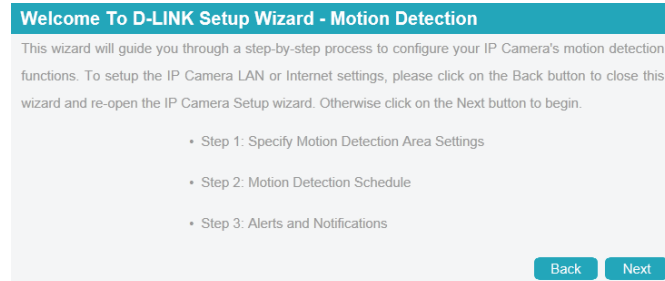 Welcome To D-LINK Setup Wizard - Motion Detection
This wizard will guide you through a step-by-step process to configure your IP Camera's motion detection
functions. To setup the IP Camera LAN or Internet settings, please click on the Back button to close this
wizard and re-open the IP Camera Setup wizard. Otherwise click on the Next button to begin.
• Step 1: Specify Motion Detection Area Settings
• Step 2: Motion Detection Schedule
• Step 3: Alerts and Notifications
Back Next